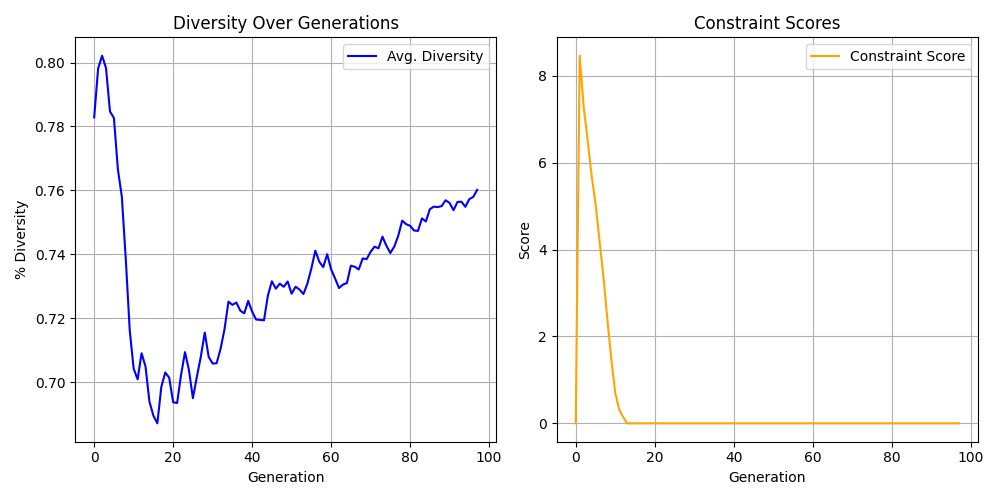 Diversity Over Generations
Avg. Diversity
% Diversity
0.80
0.78
0.76
0.74
0.72
0.70
0
20
40
60
80
100
Generation
Constraint Scores
Constraint Score
Score
8
6
4
2
0
0
20
40
60
80
100
Generation